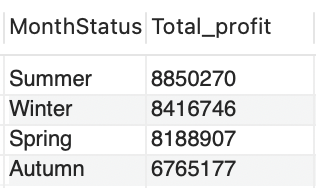 MonthStatus Total_profit
Summer 8850270
Winter 8416746
Spring 8188907
Autumn 6765177